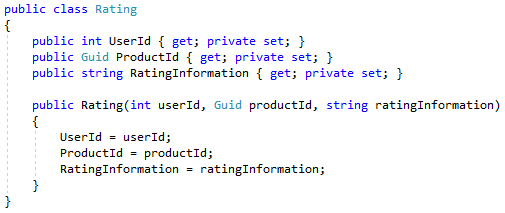 public class Rating
{
    public int UserId { get; private set; }
    public Guid ProductId { get; private set; }
    public string RatingInformation { get; private set; }

    public Rating(int userId, Guid productId, string ratingInformation)
    {
        UserId = userId;
        ProductId = productId;
        RatingInformation = ratingInformation;
    }
}